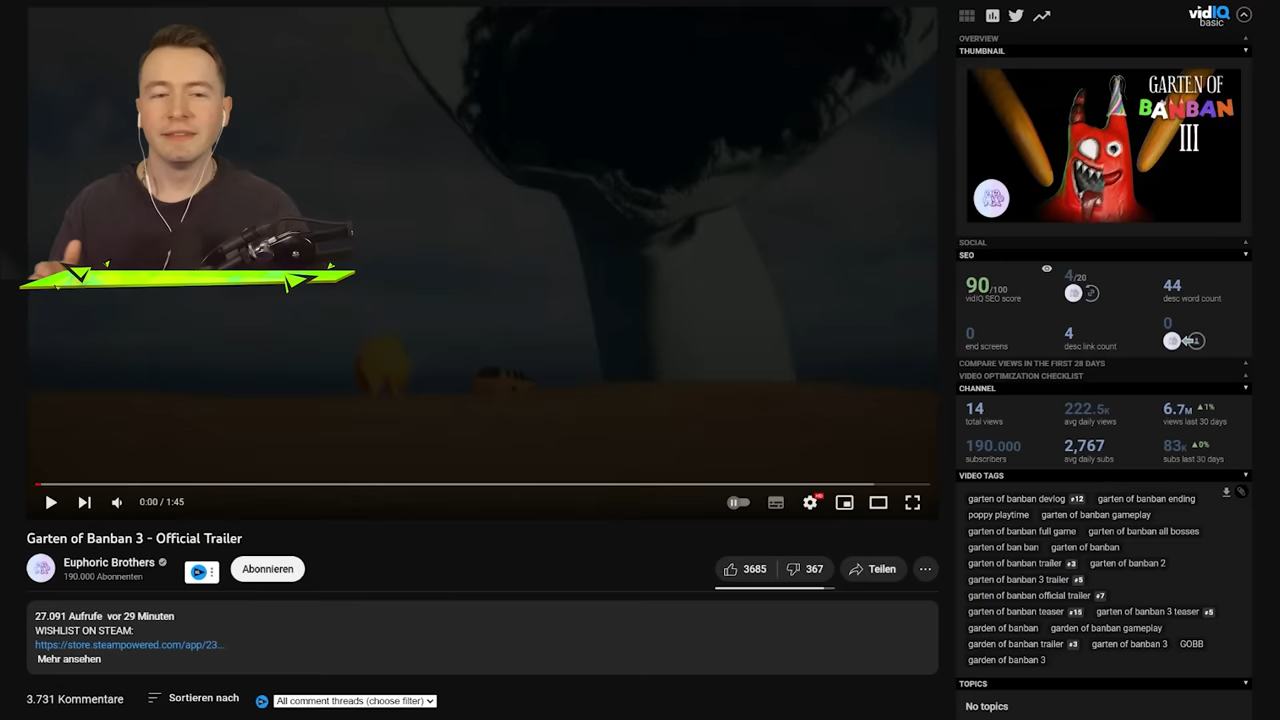 0:00 / 1:45
Garten of Banban 3 - Official Trailer
Euphoric Brothers
190.000 Abonnenten
Abonnieren
3685
367
Teilen
27.091 Aufrufe vor 29 Minuten
WISHLIST ON STEAM:
https://store.steampowered.com/app/23...
Mehr ansehen
3.731 Kommentare
Sortieren nach
All comment threads (choose filter)
vidIQ
basic
OVERVIEW
THUMBNAIL
GARTEN OF
BANBAN
III
SOCIAL
SEO
90/100
vidIQ SEO score
4/20
44
desc word count
0
end screens
4
desc link count
0
COMPARE VIEWS IN THE FIRST 28 DAYS
VIDEO OPTIMIZATION CHECKLIST
CHANNEL
14
total views
222.5K
avg daily views
6.7M ▲1%
views last 30 days
190.000
subscribers
2,767
avg daily subs
83K ▲0%
subs last 30 days
VIDEO TAGS
garten of banban devlog #12 garten of banban ending
poppy playtime garten of banban gameplay
garten of banban full game garten of banban all bosses
garten of ban ban garten of banban
garten of banban trailer #3 garten of banban 2
garten of banban 3 trailer #5
garten of banban official trailer #7
garten of banban teaser #15 garten of banban 3 teaser #5
garden of banban garden of banban gameplay
garden of banban trailer #3 garten of banban 3 GOBB
garden of banban 3
TOPICS
No topics